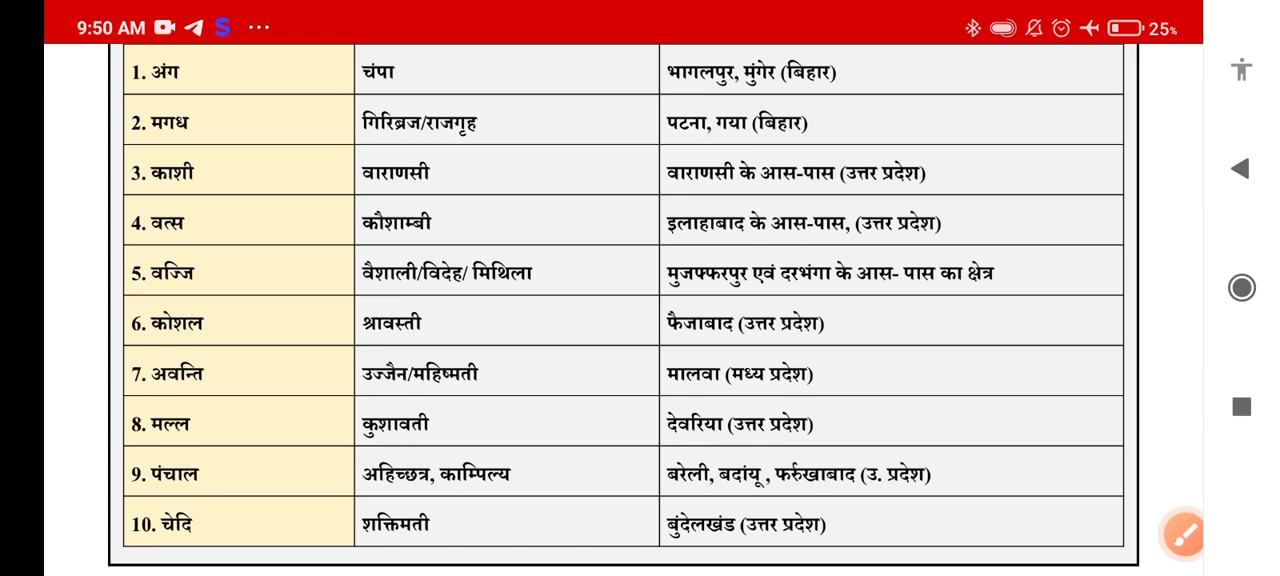 9:50 AM S ... 25%
1. अंग चंपा भागलपुर, मुंगेर (बिहार)
2. मगध गिरिब्रज/राजगृह पटना, गया (बिहार)
3. काशी वाराणसी वाराणसी के आस-पास (उत्तर प्रदेश)
4. वत्स कौशाम्बी इलाहाबाद के आस-पास, (उत्तर प्रदेश)
5. वज्जि वैशाली/विदेह/ मिथिला मुजफ्फरपुर एवं दरभंगा के आस- पास का क्षेत्र
6. कोशल श्रावस्ती फैजाबाद (उत्तर प्रदेश)
7. अवन्ति उज्जैन/महिष्मती मालवा (मध्य प्रदेश)
8. मल्ल कुशावती देवरिया (उत्तर प्रदेश)
9. पंचाल अहिच्छत्र, काम्पिल्य बरेली, बदांयू , फर्रुखाबाद (उ. प्रदेश)
10. चेदि शक्तिमती बुंदेलखंड (उत्तर प्रदेश)